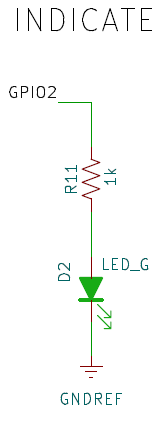 INDICATE
GPIO2
R11
1k
D2
LED_G
GNDREF